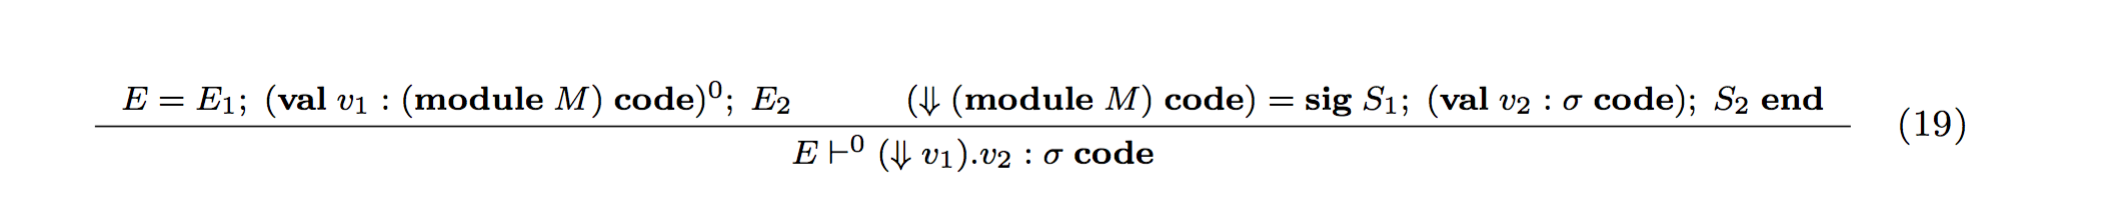 E = E₁; (val v₁ : (module M) code)⁰; E₂ (⇓ (module M) code) = sig S₁; (val v₂ : σ code); S₂ end
E ⊢⁰ (⇓ v₁).v₂ : σ code (19)